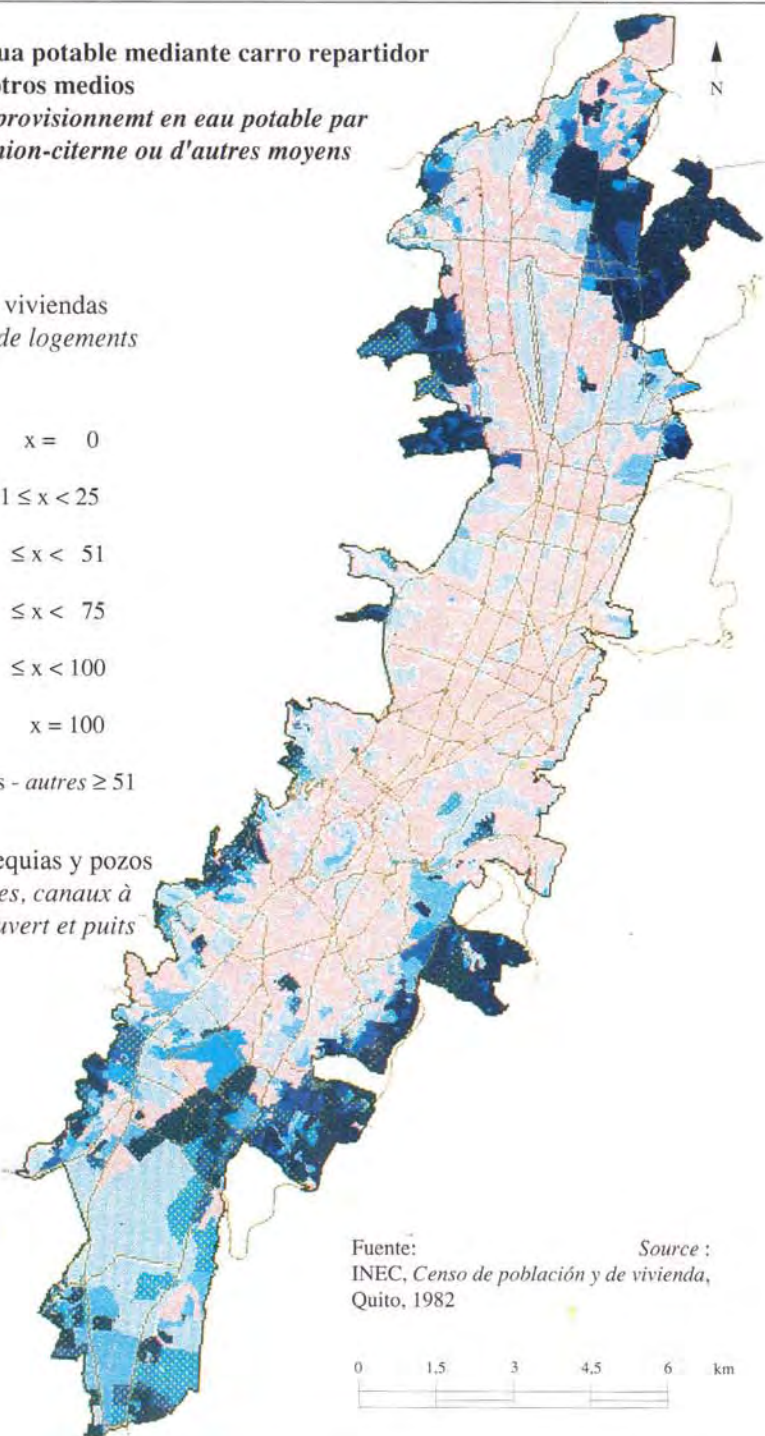 ua potable mediante carro repartidor
otros medios
provisionnemt en eau potable par
nion-citerne ou d'autres moyens
N
viviendas
de logements
x = 0
1 ≤ x < 25
≤ x < 51
≤ x < 75
≤ x < 100
x = 100
s - autres ≥ 51
equias y pozos
es, canaux à
uvert et puits
Fuente: Source :
INEC, Censo de población y de vivienda,
Quito, 1982
0 1.5 3 4.5 6 km